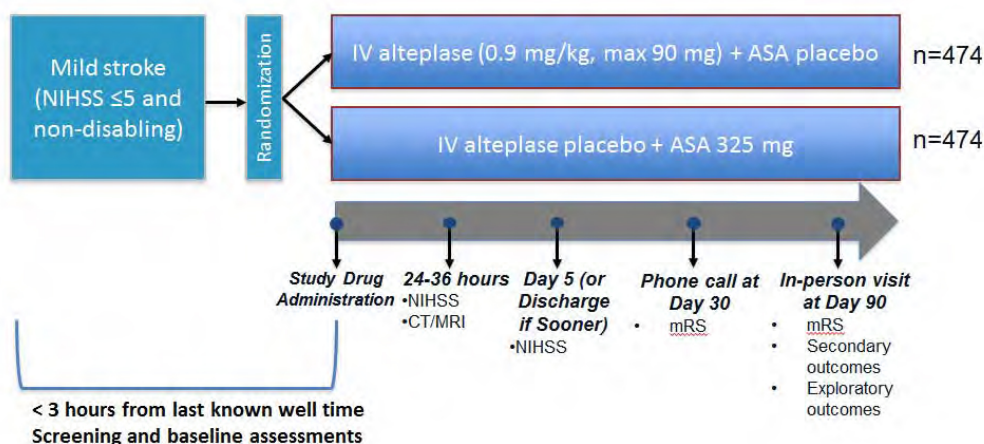 Mild stroke
(NIHSS ≤5 and
non-disabling)
Randomization
IV alteplase (0.9 mg/kg, max 90 mg) + ASA placebo
n=474
IV alteplase placebo + ASA 325 mg
n=474
Study Drug
Administration
24-36 hours
•NIHSS
•CT/MRI
Day 5 (or
Discharge
if Sooner)
•NIHSS
Phone call at
Day 30
• mRS
In-person visit
at Day 90
• mRS
• Secondary
outcomes
• Exploratory
outcomes
< 3 hours from last known well time
Screening and baseline assessments